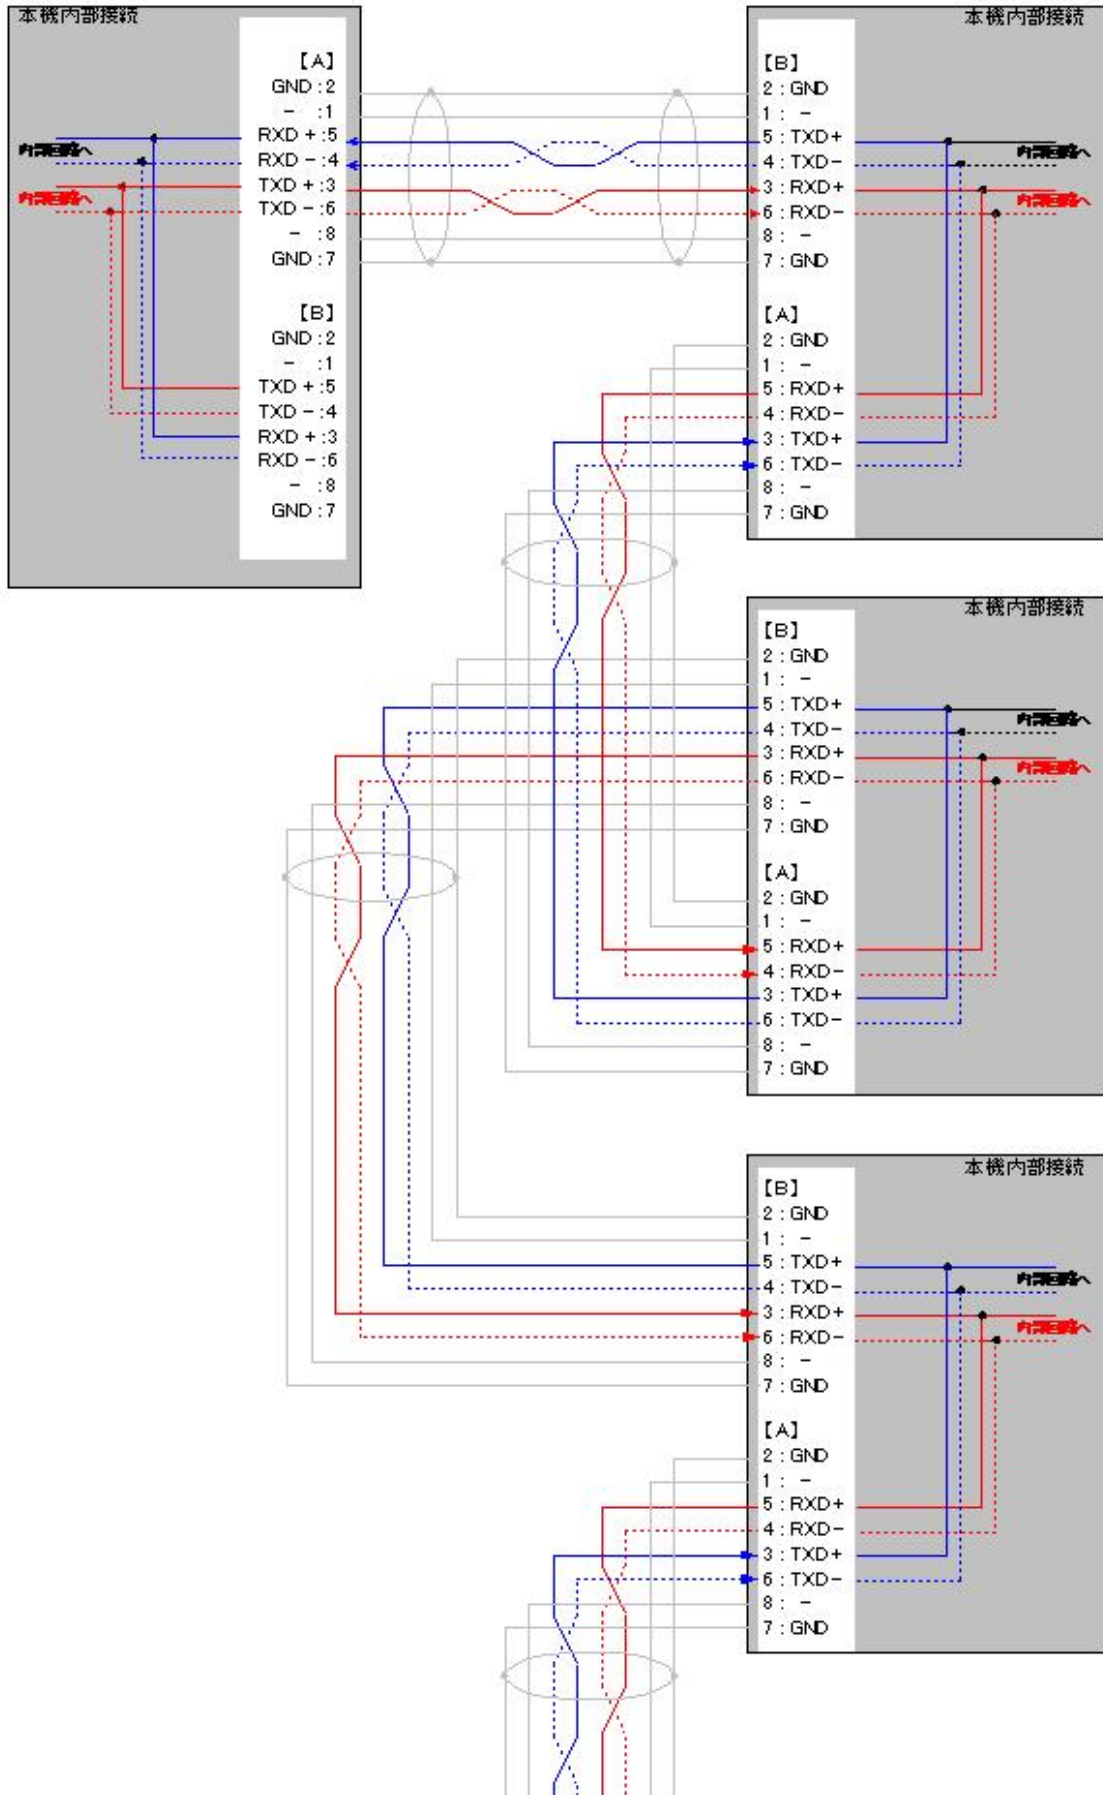 本機内部接続
【A】
GND:2
- :1
RXD+:5
RXD-:4
TXD+:3
TXD-:6
- :8
GND:7
内部回路へ
内部回路へ
【B】
GND:2
- :1
TXD+:5
TXD-:4
RXD+:3
RXD-:6
- :8
GND:7
本機内部接続
【B】
2:GND
1: -
5:TXD+
4:TXD-
3:RXD+
6:RXD-
8: -
7:GND
内部回路へ
内部回路へ
【A】
2:GND
1: -
5:RXD+
4:RXD-
3:TXD+
6:TXD-
8: -
7:GND
本機内部接続
【B】
2:GND
1: -
5:TXD+
4:TXD-
3:RXD+
6:RXD-
8: -
7:GND
内部回路へ
内部回路へ
【A】
2:GND
1: -
5:RXD+
4:RXD-
3:TXD+
6:TXD-
8: -
7:GND
本機内部接続
【B】
2:GND
1: -
5:TXD+
4:TXD-
3:RXD+
6:RXD-
8: -
7:GND
内部回路へ
内部回路へ
【A】
2:GND
1: -
5:RXD+
4:RXD-
3:TXD+
6:TXD-
8: -
7:GND